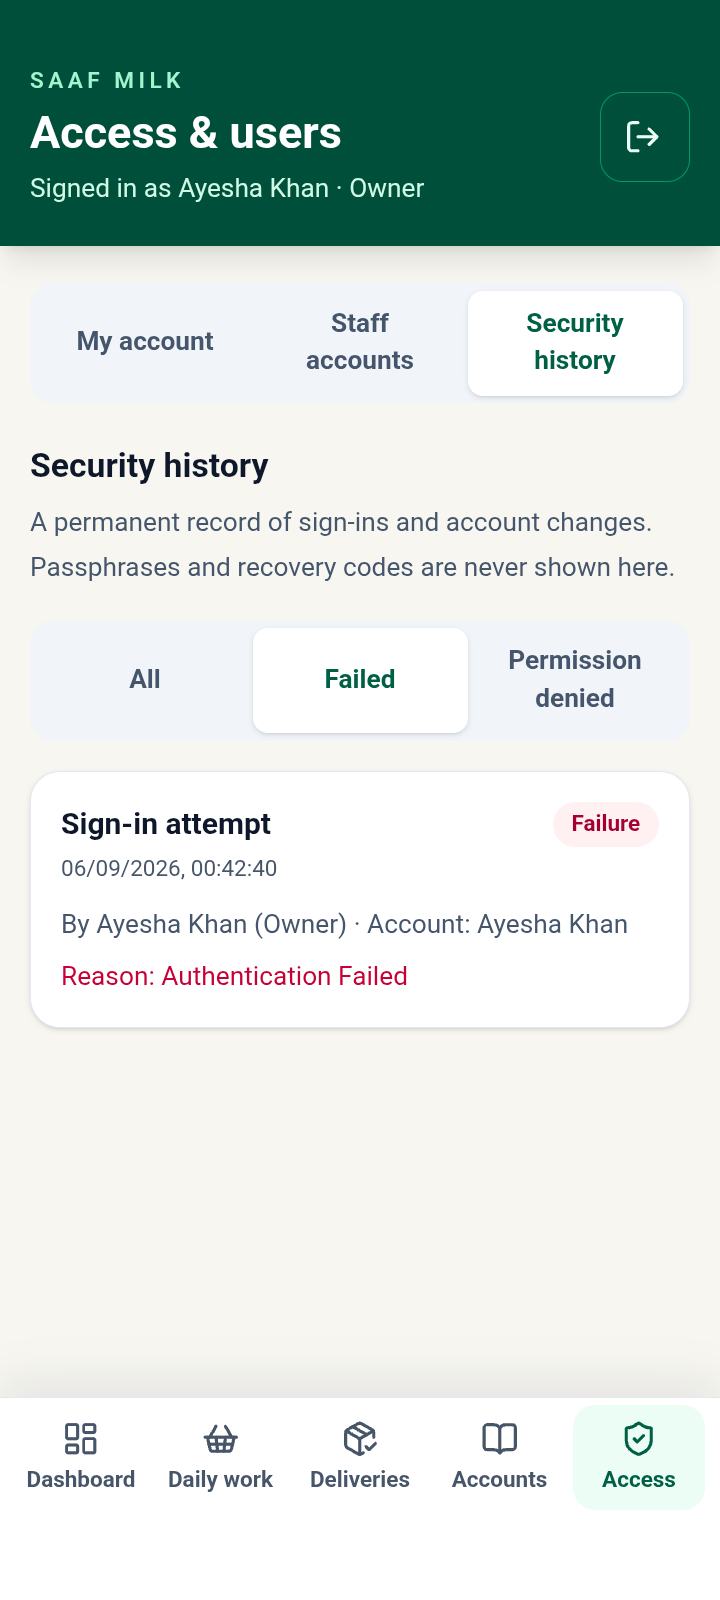 SAAF MILK
Access & users
Signed in as Ayesha Khan · Owner
My account
Staff
accounts
Security
history
Security history
A permanent record of sign-ins and account changes.
Passphrases and recovery codes are never shown here.
All
Failed
Permission
denied
Sign-in attempt
Failure
06/09/2026, 00:42:40
By Ayesha Khan (Owner) · Account: Ayesha Khan
Reason: Authentication Failed
Dashboard
Daily work
Deliveries
Accounts
Access